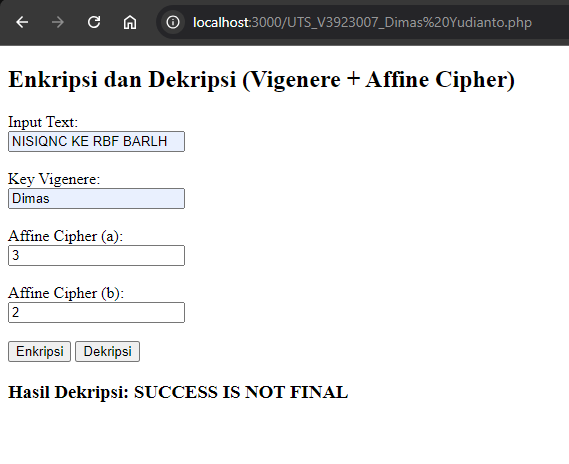 localhost:3000/UTS_V3923007_Dimas%20Yudianto.php
Enkripsi dan Dekripsi (Vigenere + Affine Cipher)
Input Text:
NISIQNC KE RBF BARLH
Key Vigenere:
Dimas
Affine Cipher (a):
3
Affine Cipher (b):
2
Enkripsi Dekripsi
Hasil Dekripsi: SUCCESS IS NOT FINAL